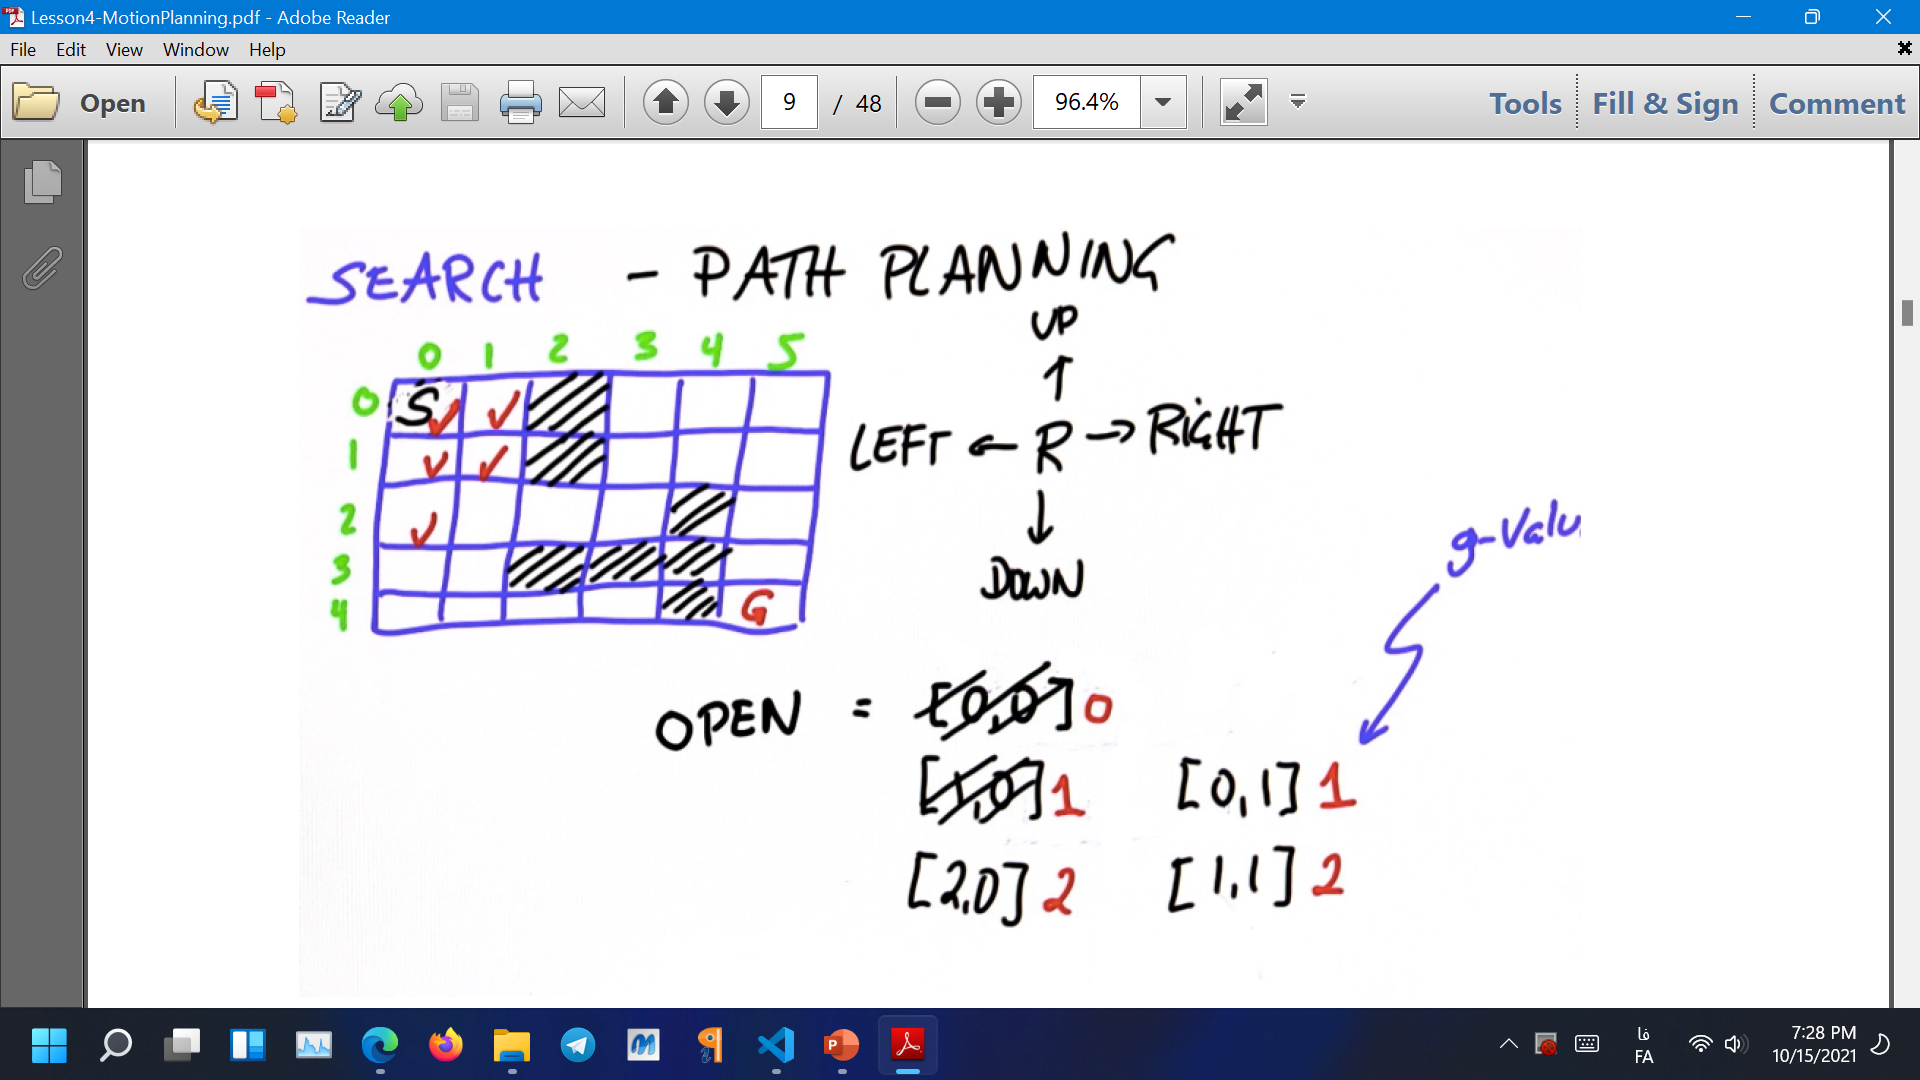 Lesson4-MotionPlanning.pdf - Adobe Reader
File Edit View Window Help
Open 9 / 48 96.4% Tools Fill & Sign Comment
SEARCH - PATH PLANNING
UP
0 1 2 3 4 5
0 S
LEFT ← R → RIGHT
1
2
g-Valu
3
DOWN
4 G
OPEN = [0,0] 0
[1,0] 1 [0,1] 1
[2,0] 2 [1,1] 2
فا
7:28 PM
FA
10/15/2021